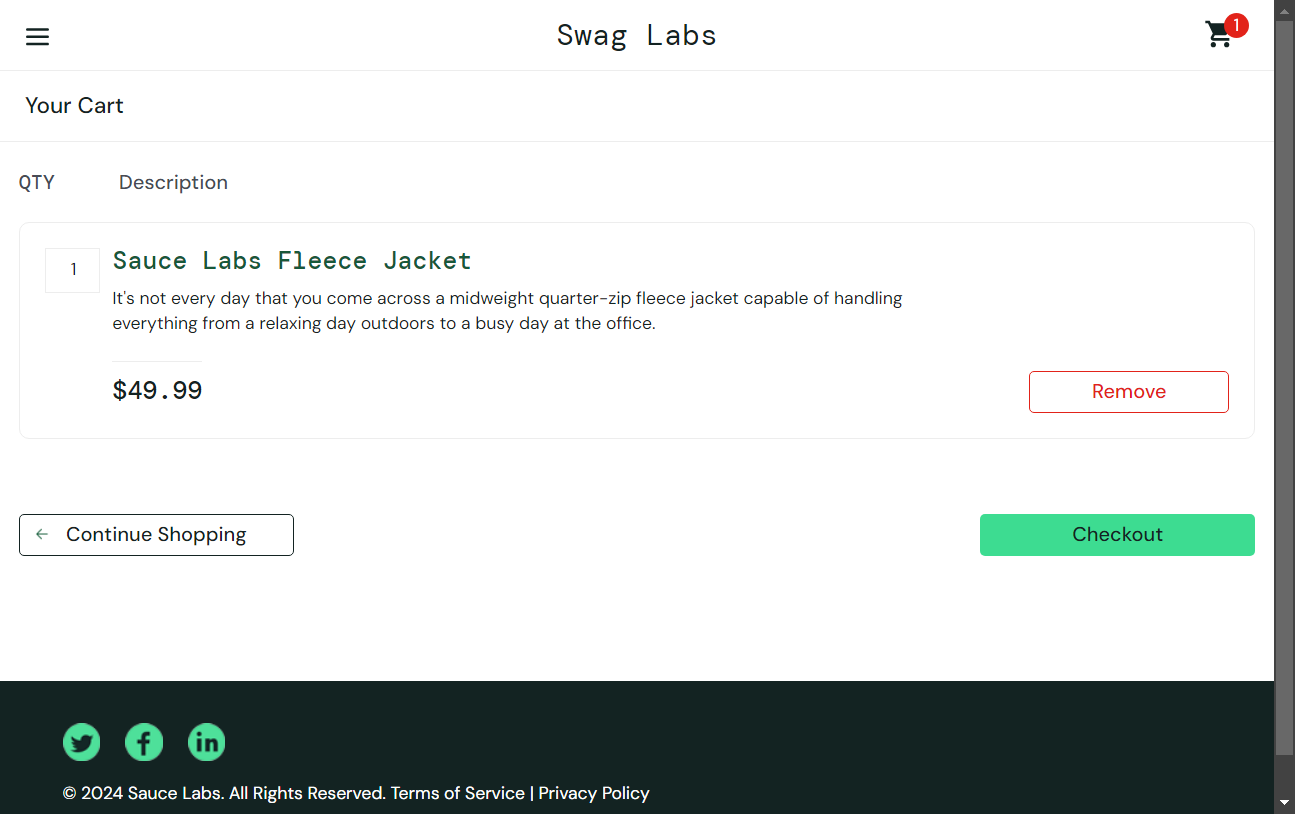 Swag Labs
1
Your Cart
QTY Description
1
Sauce Labs Fleece Jacket
It's not every day that you come across a midweight quarter-zip fleece jacket capable of handling
everything from a relaxing day outdoors to a busy day at the office.
$49.99
Remove
Continue Shopping
Checkout
© 2024 Sauce Labs. All Rights Reserved. Terms of Service | Privacy Policy